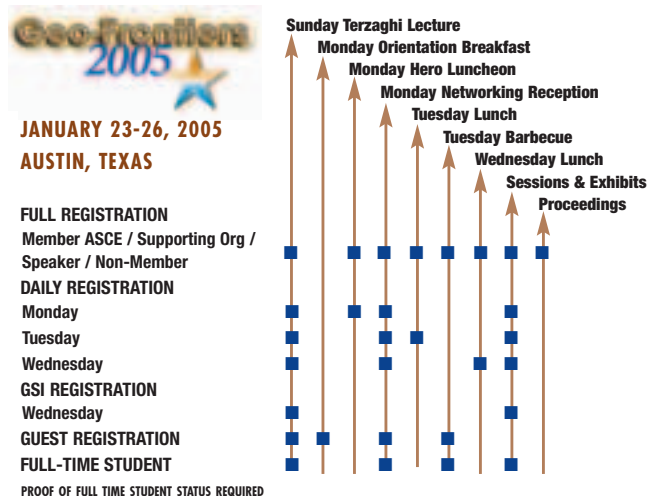 Geo-Frontiers
2005
JANUARY 23-26, 2005
AUSTIN, TEXAS
Sunday Terzaghi Lecture
Monday Orientation Breakfast
Monday Hero Luncheon
Monday Networking Reception
Tuesday Lunch
Tuesday Barbecue
Wednesday Lunch
Sessions & Exhibits
Proceedings
FULL REGISTRATION
Member ASCE / Supporting Org /
Speaker / Non-Member
DAILY REGISTRATION
Monday
Tuesday
Wednesday
GSI REGISTRATION
Wednesday
GUEST REGISTRATION
FULL-TIME STUDENT
PROOF OF FULL TIME STUDENT STATUS REQUIRED